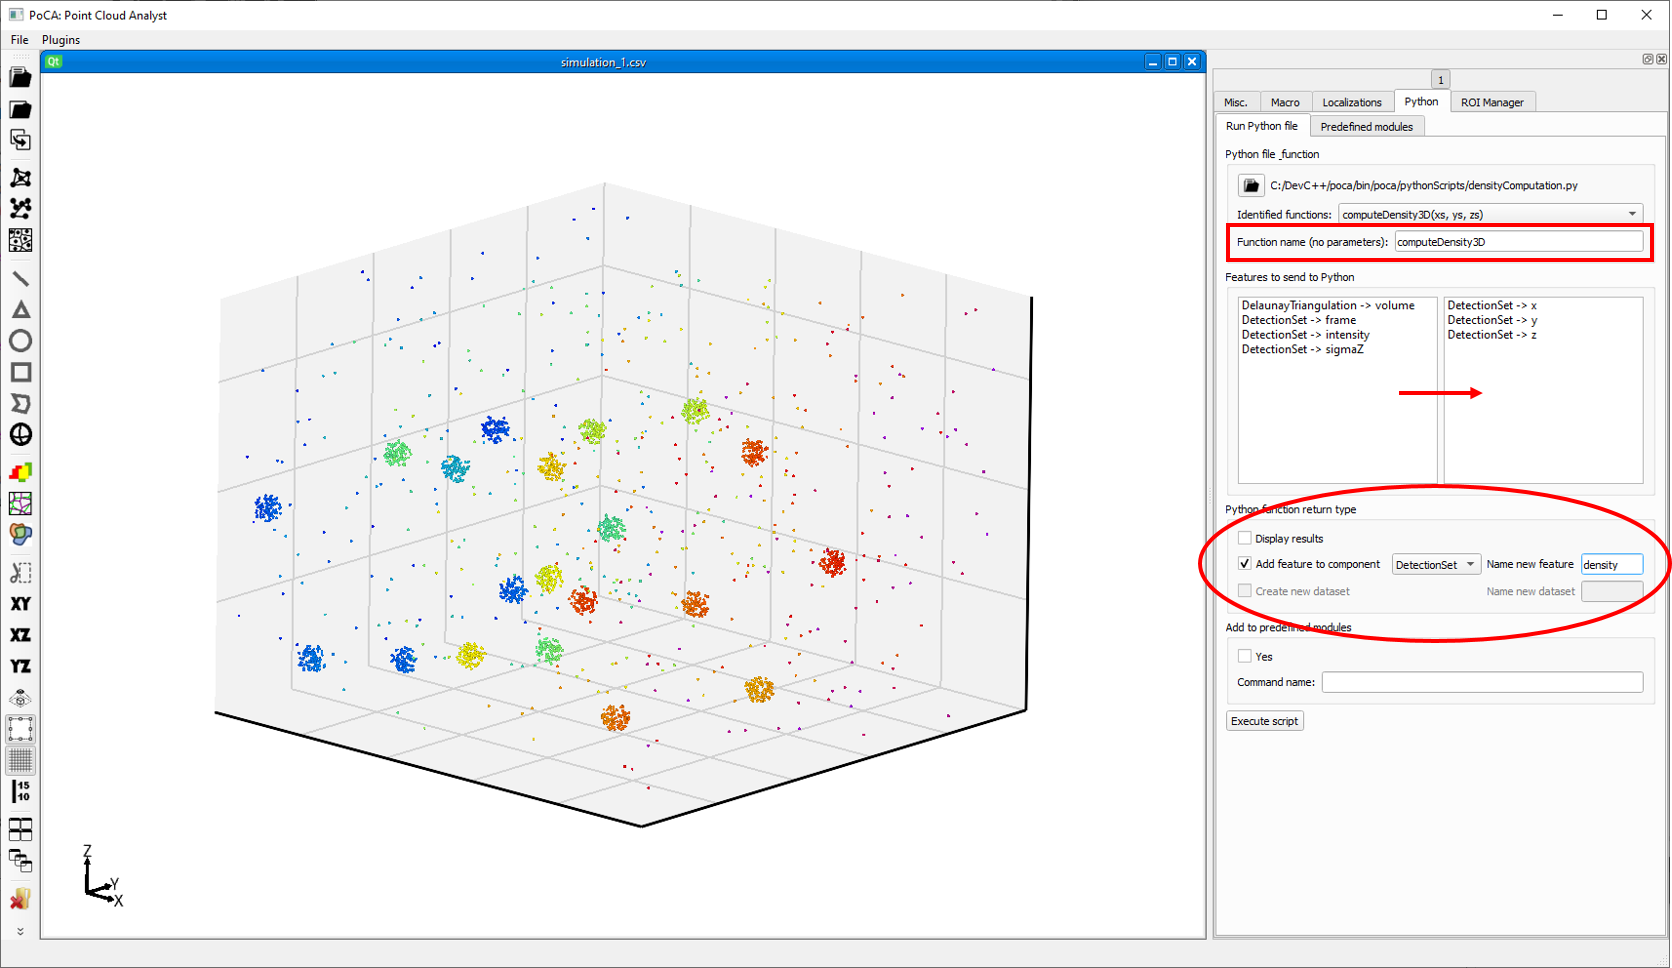 PoCA: Point Cloud Analyst
File Plugins
Qt simulation_1.csv
1
Misc. Macro Localizations Python ROI Manager
Run Python file Predefined modules
Python file _function
C:/DevC++/poca/bin/poca/pythonScripts/densityComputation.py
Identified functions: computeDensity3D(xs, ys, zs)
Function name (no parameters): computeDensity3D
Features to send to Python
DelaunayTriangulation -> volume
DetectionSet -> frame
DetectionSet -> intensity
DetectionSet -> sigmaZ
DetectionSet -> x
DetectionSet -> y
DetectionSet -> z
Python function return type
Display results
Add feature to component DetectionSet Name new feature density
Create new dataset Name new dataset
Add to predefined modules
Yes
Command name:
Execute script
XY
XZ
YZ
15
10
Z
Y
X